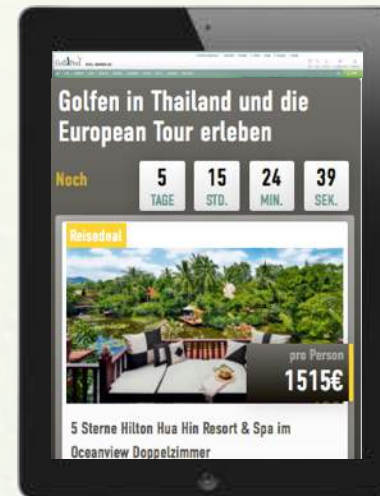 Golfen in Thailand und die
European Tour erleben
Noch
5
TAGE
15
STD.
24
MIN.
39
SEK.
Reisedeal
pro Person
1515€
5 Sterne Hilton Hua Hin Resort & Spa im
Oceanview Doppelzimmer